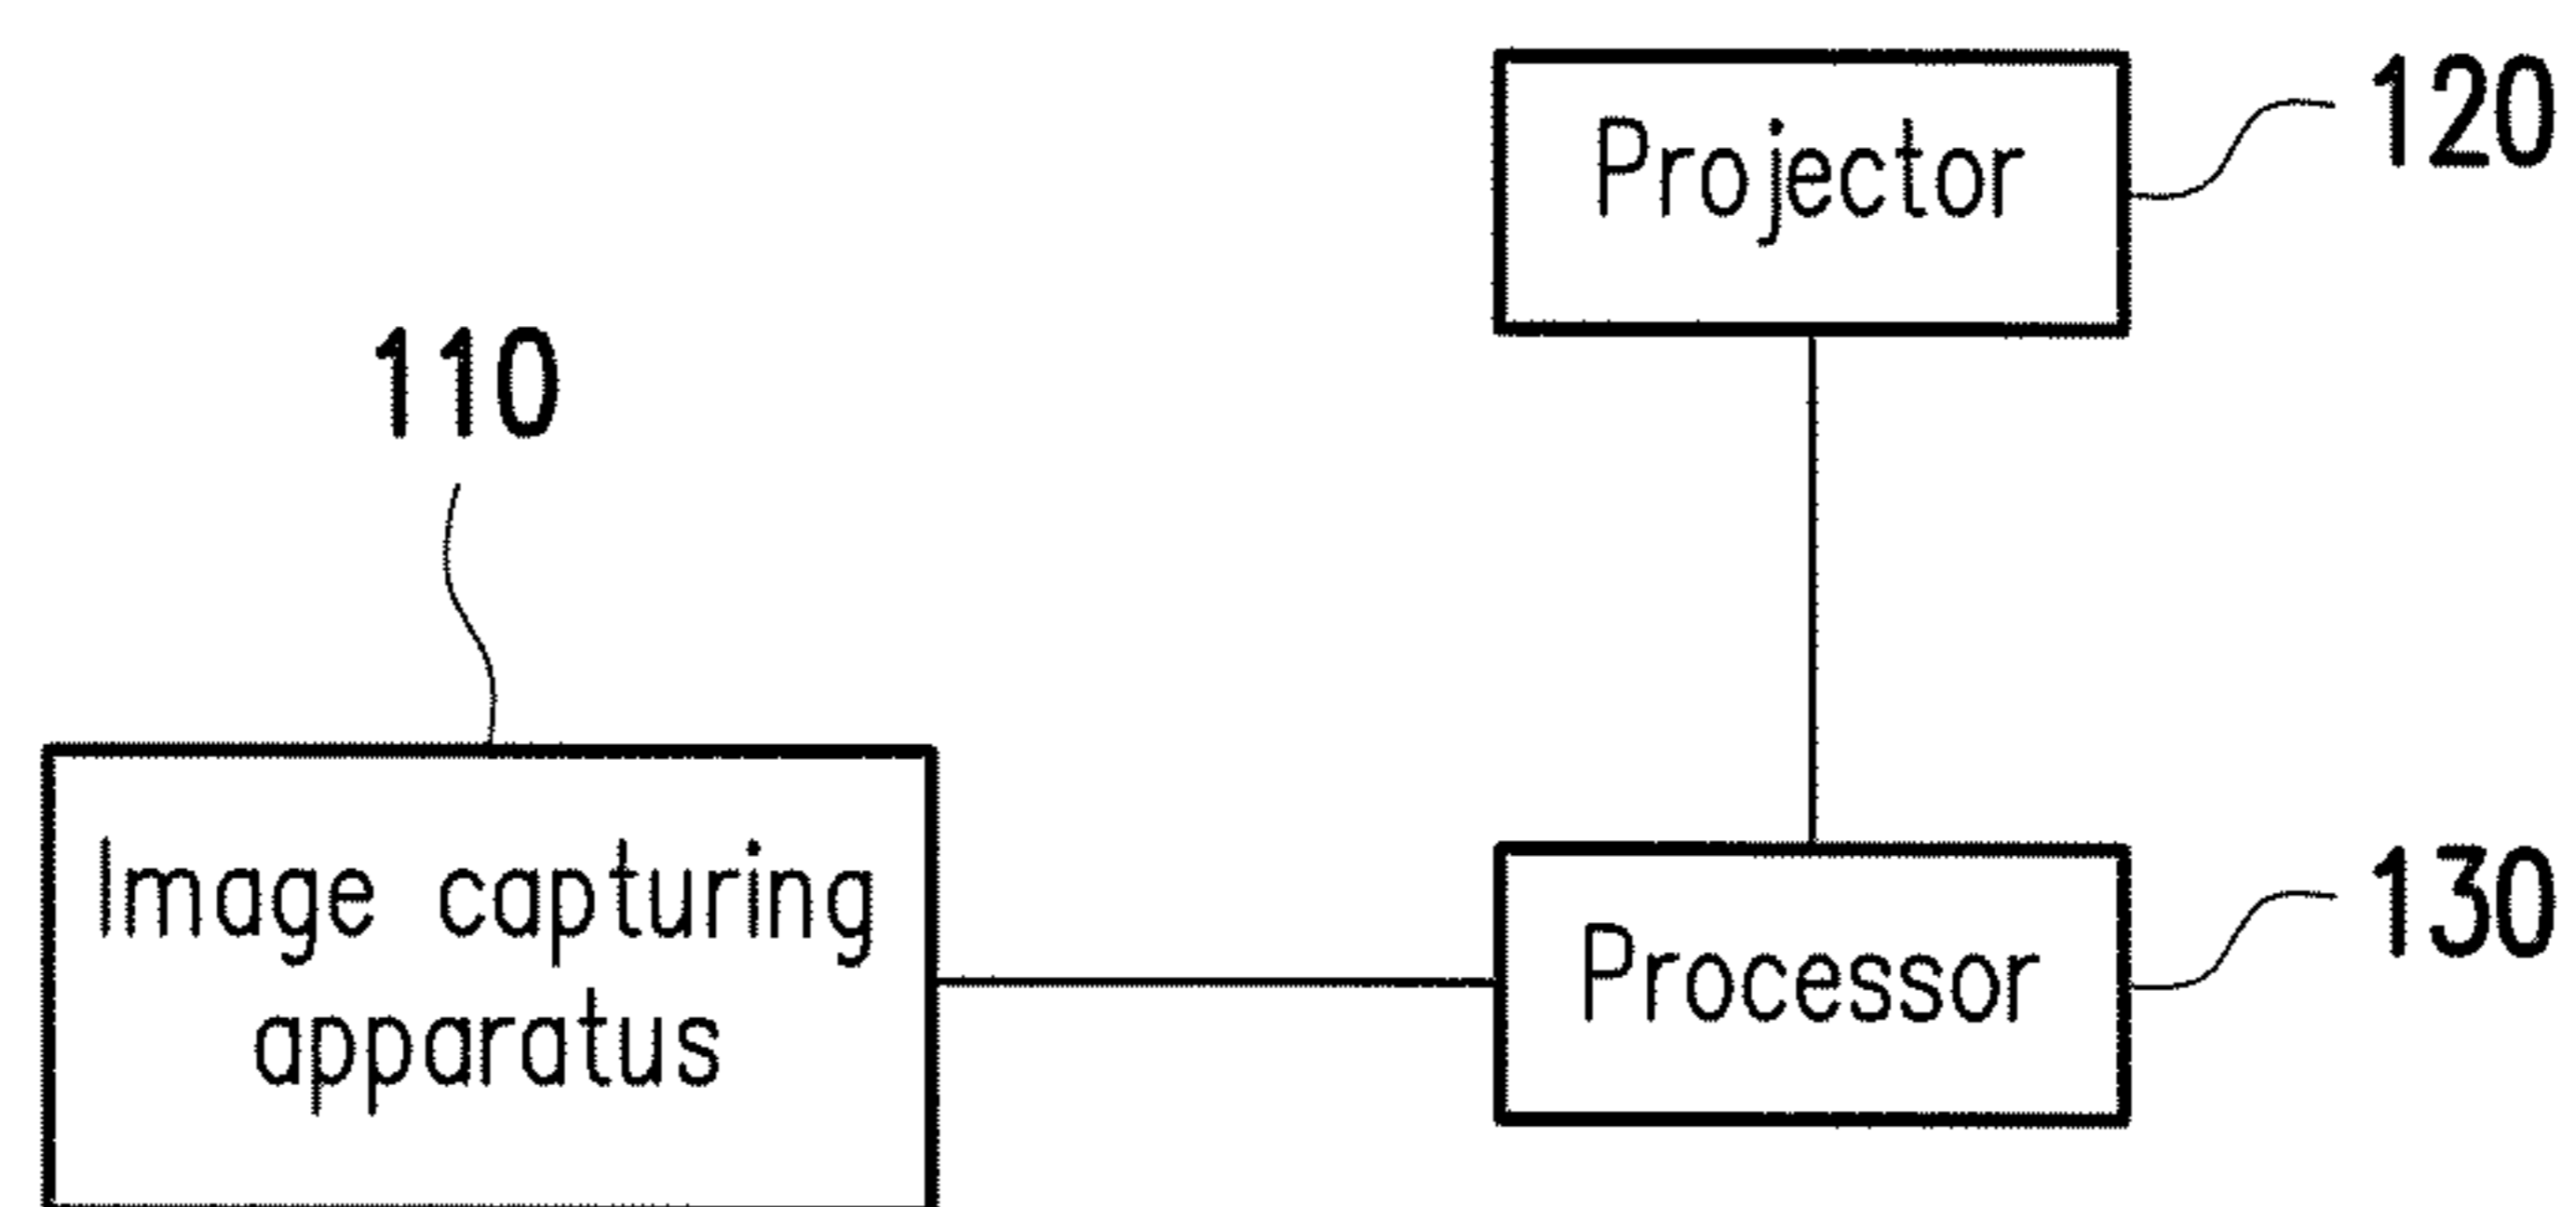 Projector
120
110
Image capturing
apparatus
Processor
130